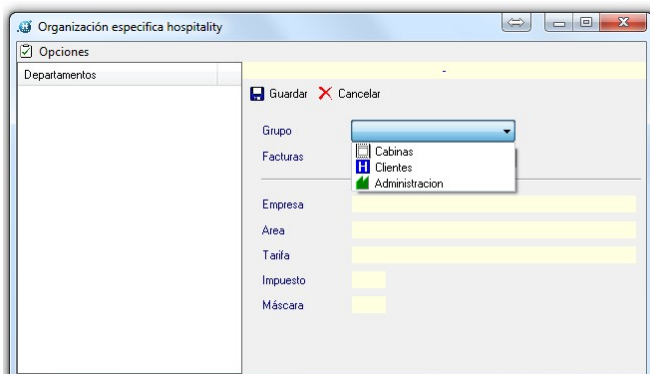 Organización especifica hospitality
Opciones
Departamentos
-
Guardar Cancelar
Grupo
Cabinas
Facturas
H Clientes
Administracion
Empresa
Area
Tarifa
Impuesto
Máscara